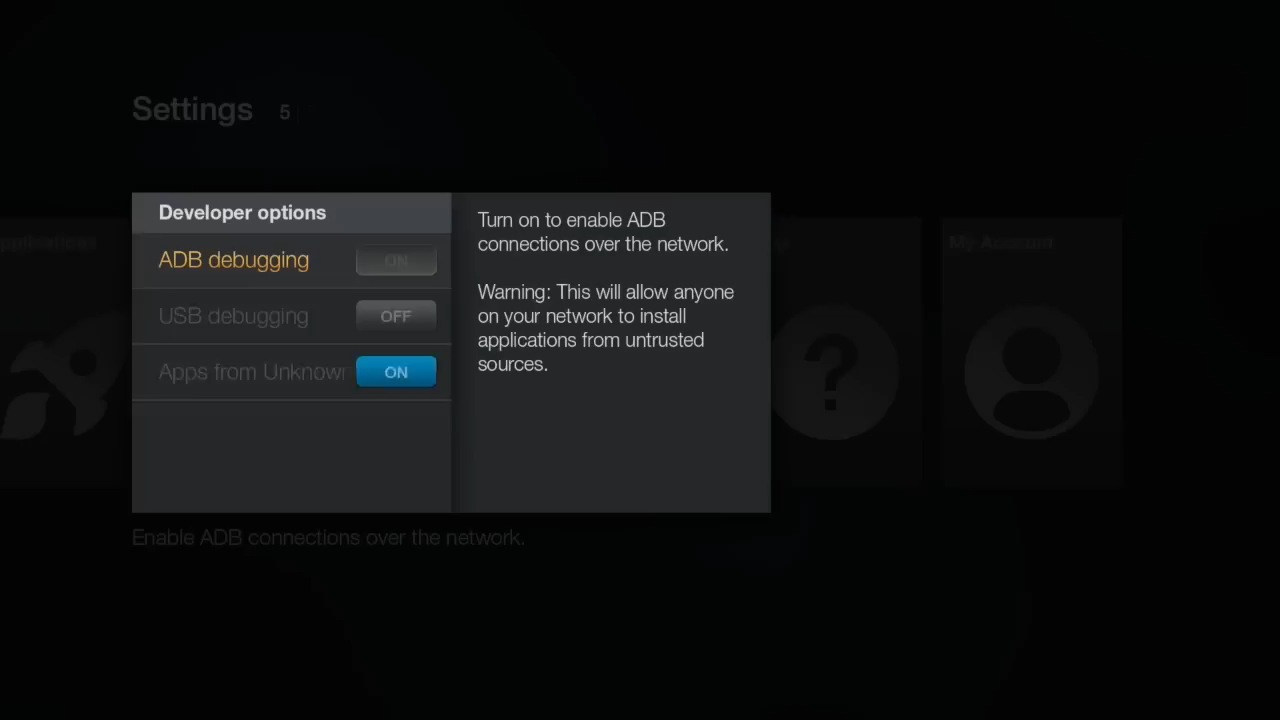 Settings 5
Developer options
ADB debugging ON
USB debugging OFF
Apps from Unknown ON
Turn on to enable ADB
connections over the network.
Warning: This will allow anyone
on your network to install
applications from untrusted
sources.
My Account
Enable ADB connections over the network.